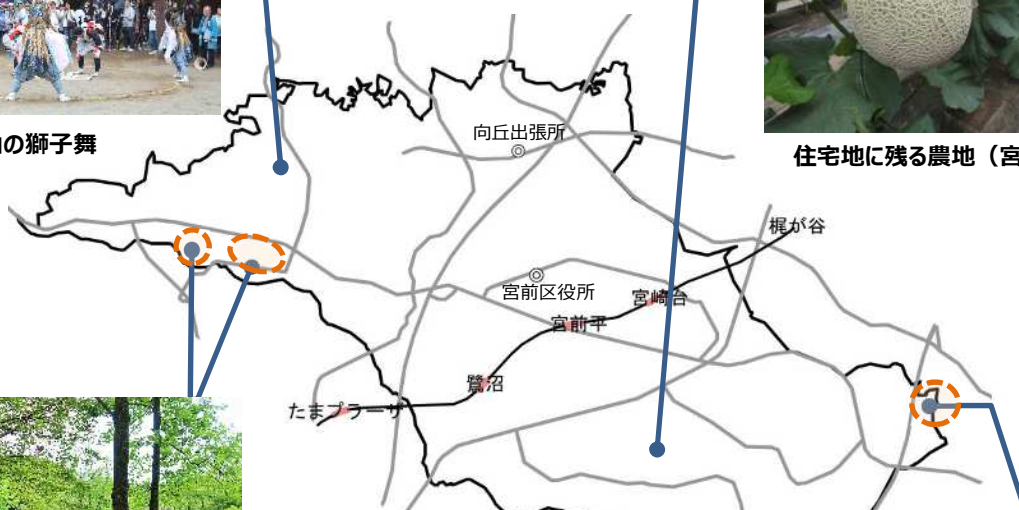 の獅子舞
向丘出張所
住宅地に残る農地（宮
梶が谷
宮前区役所
宮崎台
宮前平
鷺沼
たまプラーザ